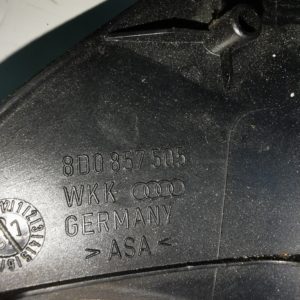 8D0 857 505
WKK
GERMANY
> ASA <